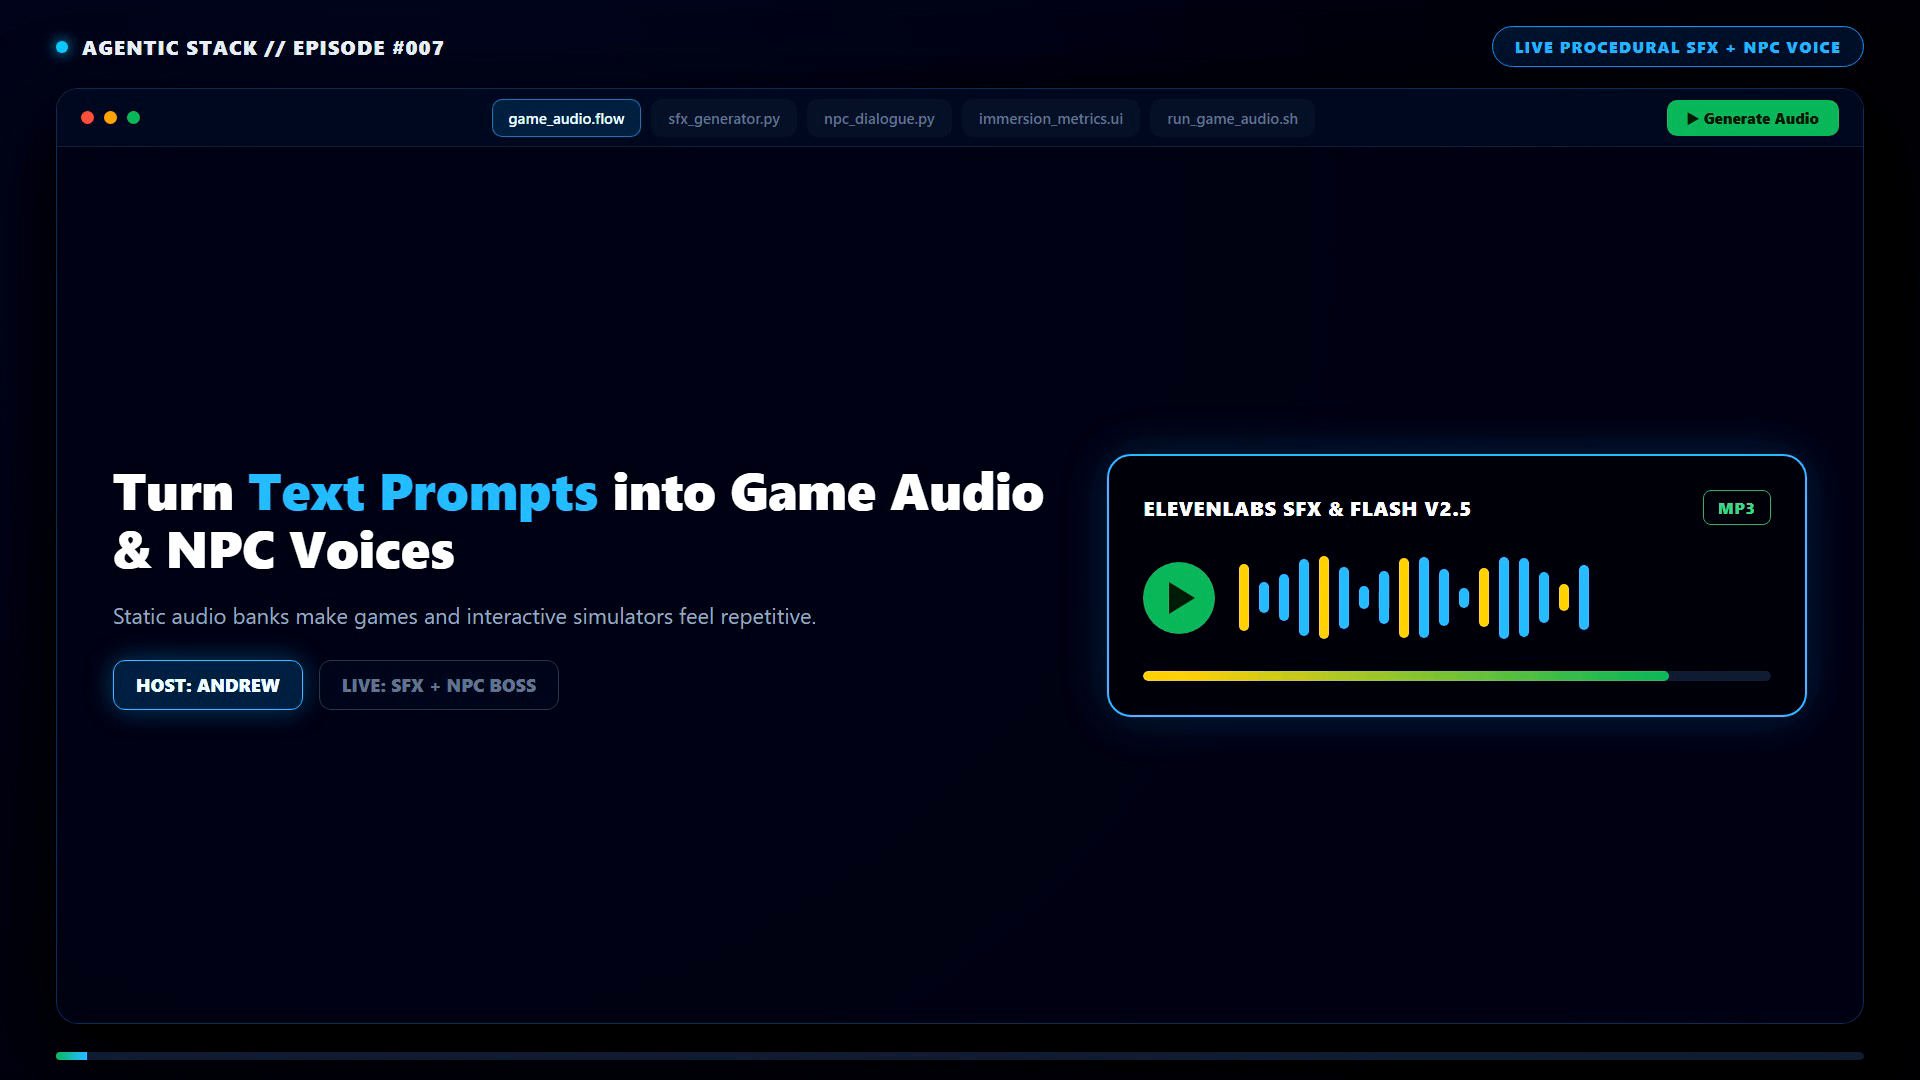 AGENTIC STACK // EPISODE #007
LIVE PROCEDURAL SFX + NPC VOICE
game_audio.flow
sfx_generator.py
npc_dialogue.py
immersion_metrics.ui
run_game_audio.sh
▶ Generate Audio
Turn Text Prompts into Game Audio
& NPC Voices
Static audio banks make games and interactive simulators feel repetitive.
HOST: ANDREW
LIVE: SFX + NPC BOSS
ELEVENLABS SFX & FLASH V2.5
MP3